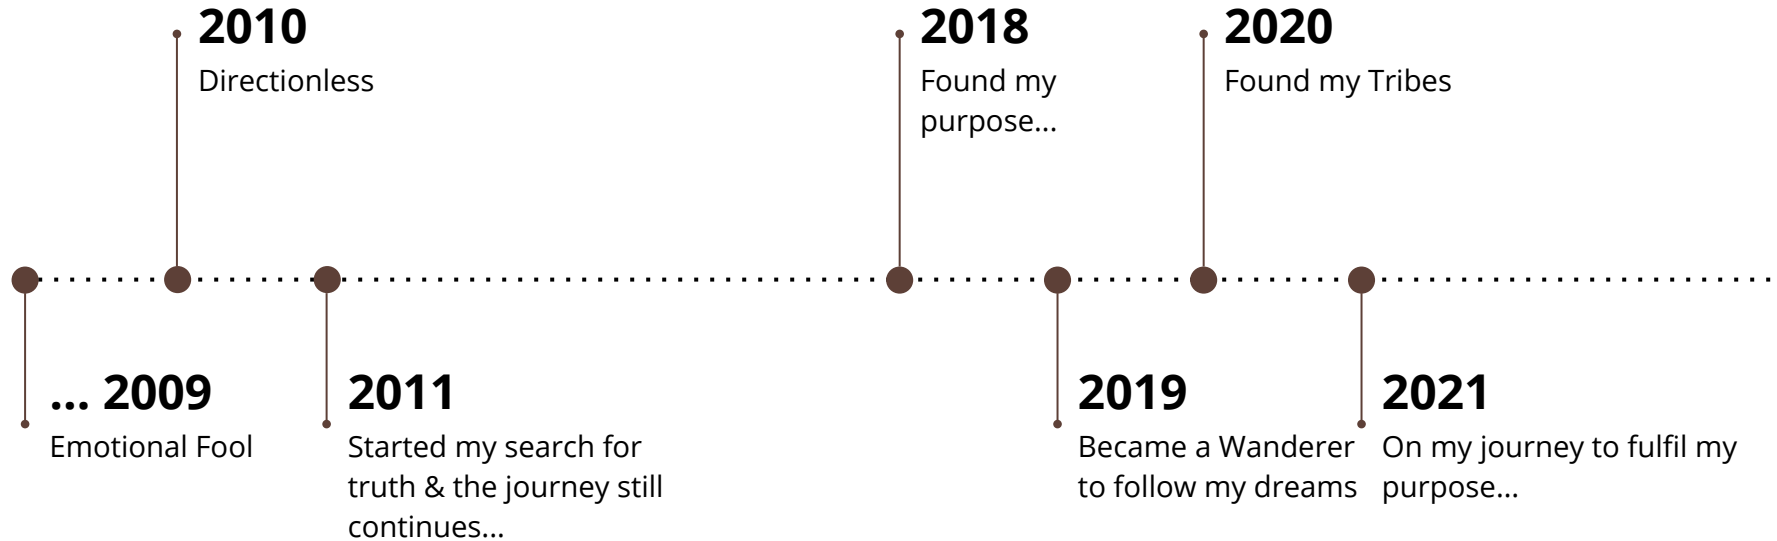 2010
Directionless
2018
Found my
purpose...
2020
Found my Tribes
... 2009
Emotional Fool
2011
Started my search for
truth & the journey still
continues...
2019
Became a Wanderer
to follow my dreams
2021
On my journey to fulfil my
purpose...